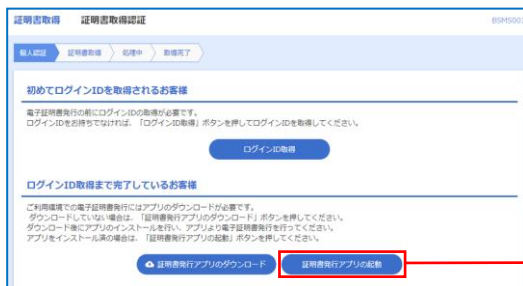 証明書取得 証明書取得認証
BSMS001
個人認証 証明書取得 処理中 取得完了
初めてログインIDを取得されるお客様
電子証明書発行の前にログインIDの取得が必要です。
ログインIDをお持ちでなければ、「ログインID取得」ボタンを押してログインIDを取得してください。
ログインID取得
ログインID取得まで完了しているお客様
ご利用環境での電子証明書発行にはアプリのダウンロードが必要です。
ダウンロードしていない場合は、「証明書発行アプリのダウンロード」ボタンを押してください。
ダウンロード後にアプリのインストールを行い、アプリより電子証明書発行を行ってください。
アプリをインストール済の場合は、「証明書発行アプリの起動」ボタンを押してください。
証明書発行アプリのダウンロード 証明書発行アプリの起動